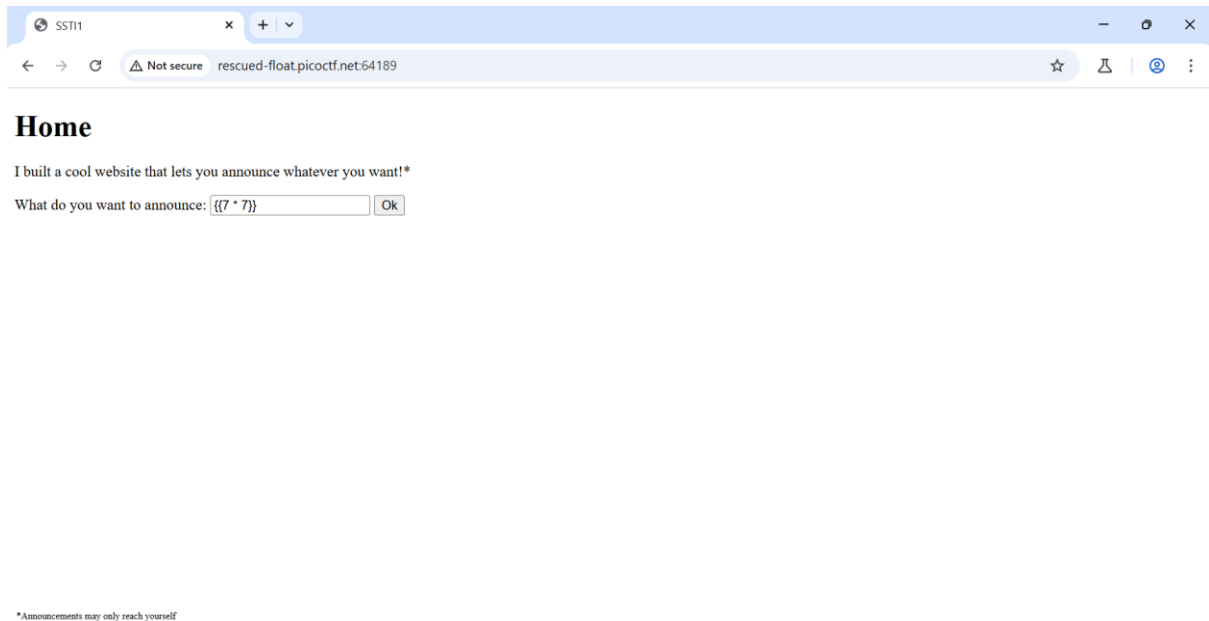 SSTI1
Not secure rescued-float.picoctf.net:64189
Home
I built a cool website that lets you announce whatever you want!*
What do you want to announce: {{7 * 7}} Ok
*Announcements may only reach yourself